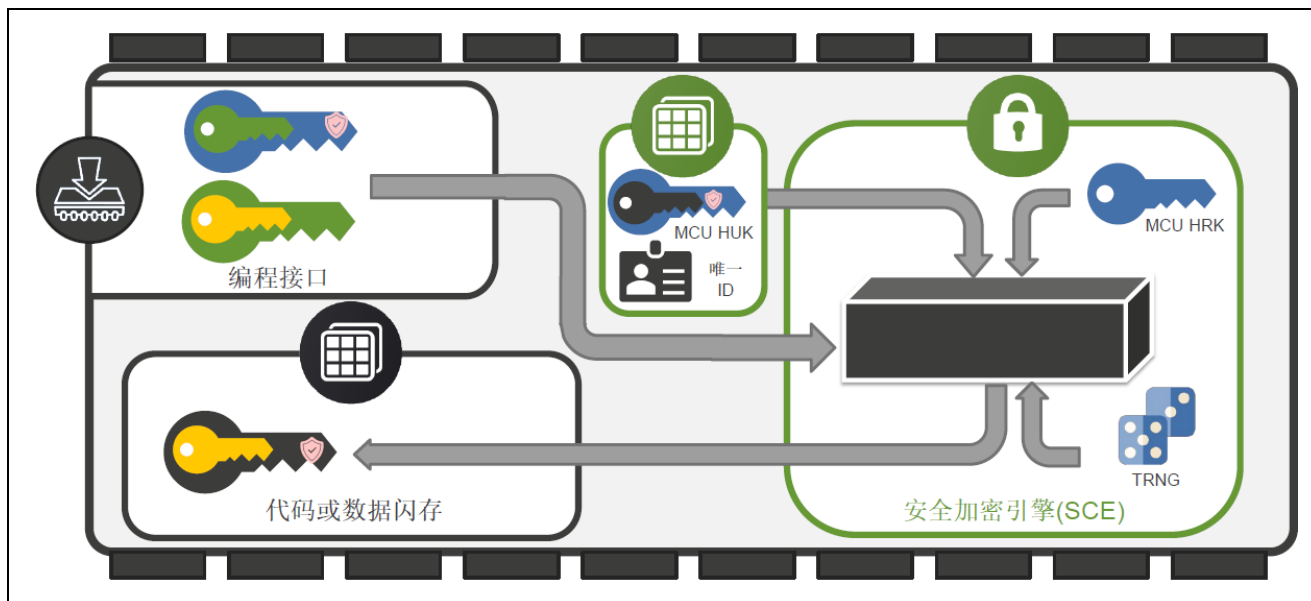 编程接口
MCU HUK
唯一
ID
MCU HRK
代码或数据闪存
TRNG
安全加密引擎(SCE)